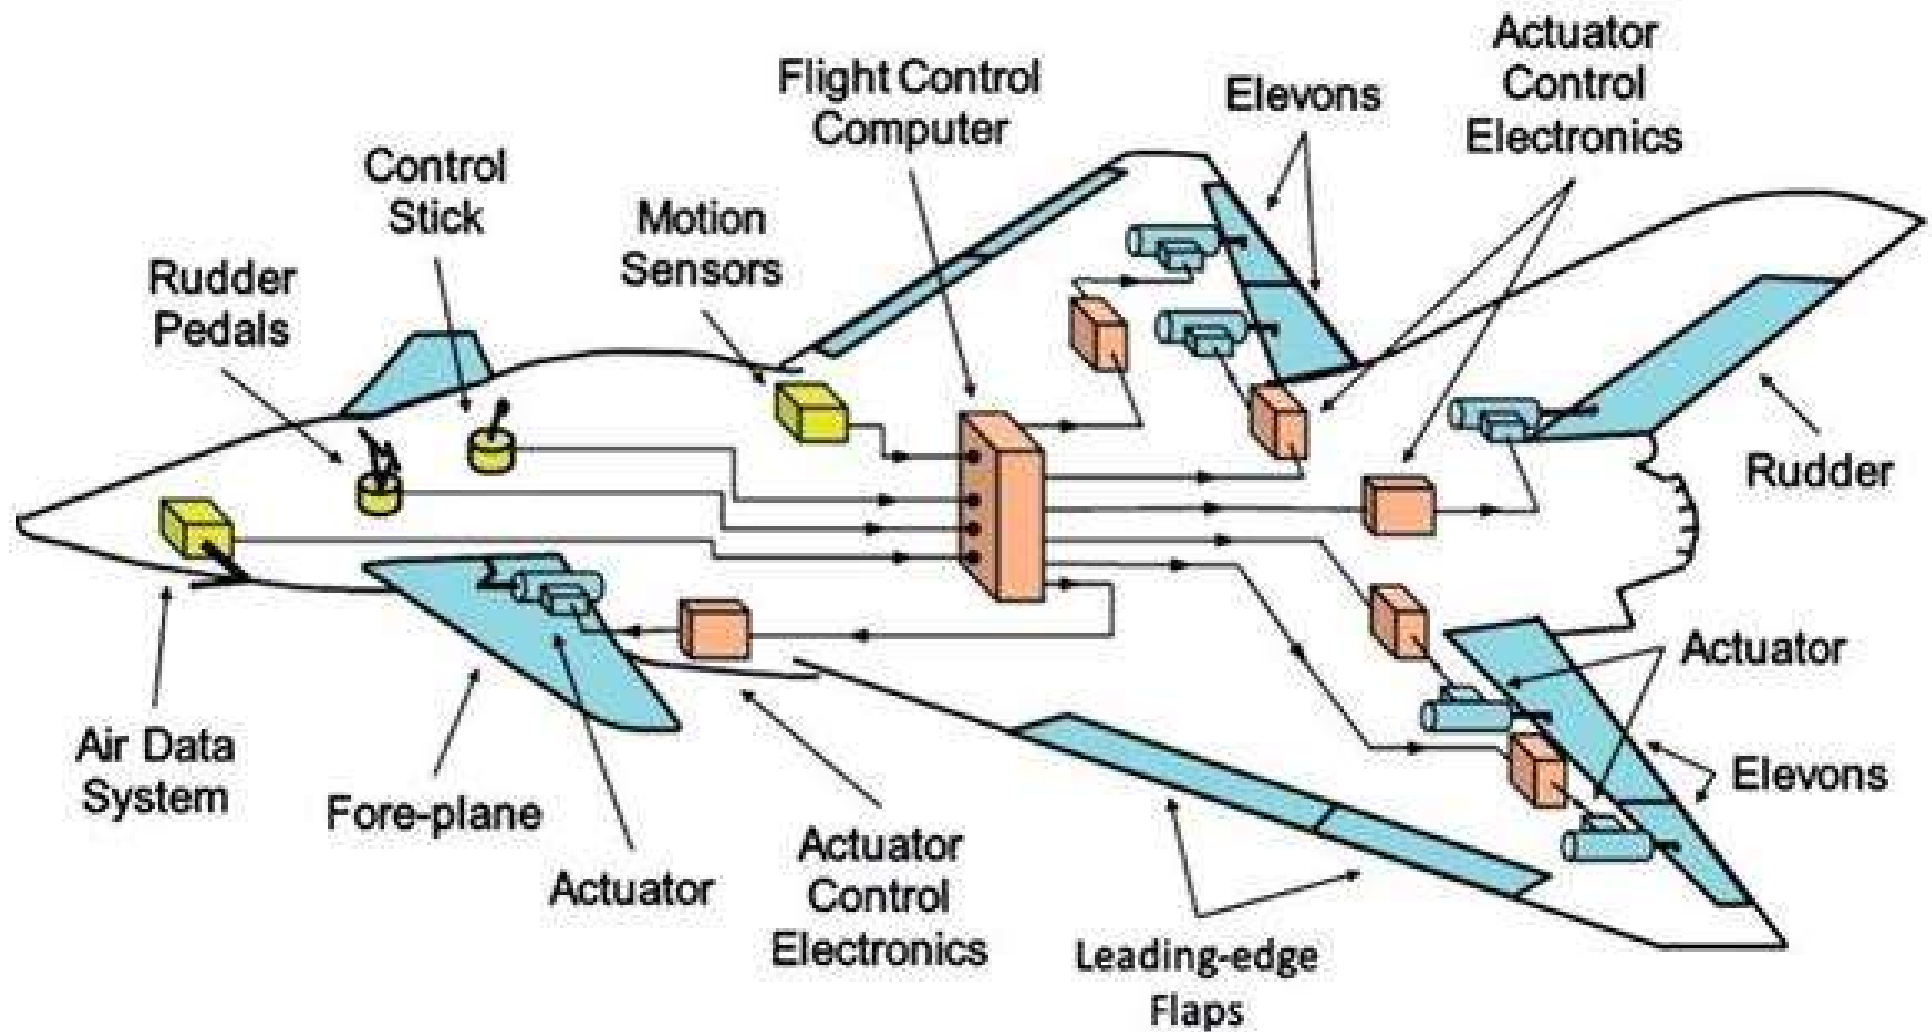 Actuator
Control
Electronics
Flight Control
Computer
Elevons
Control
Stick
Motion
Sensors
Rudder
Pedals
Rudder
Actuator
Air Data
System
Elevons
Fore-plane
Actuator
Actuator
Control
Electronics
Leading-edge
Flaps